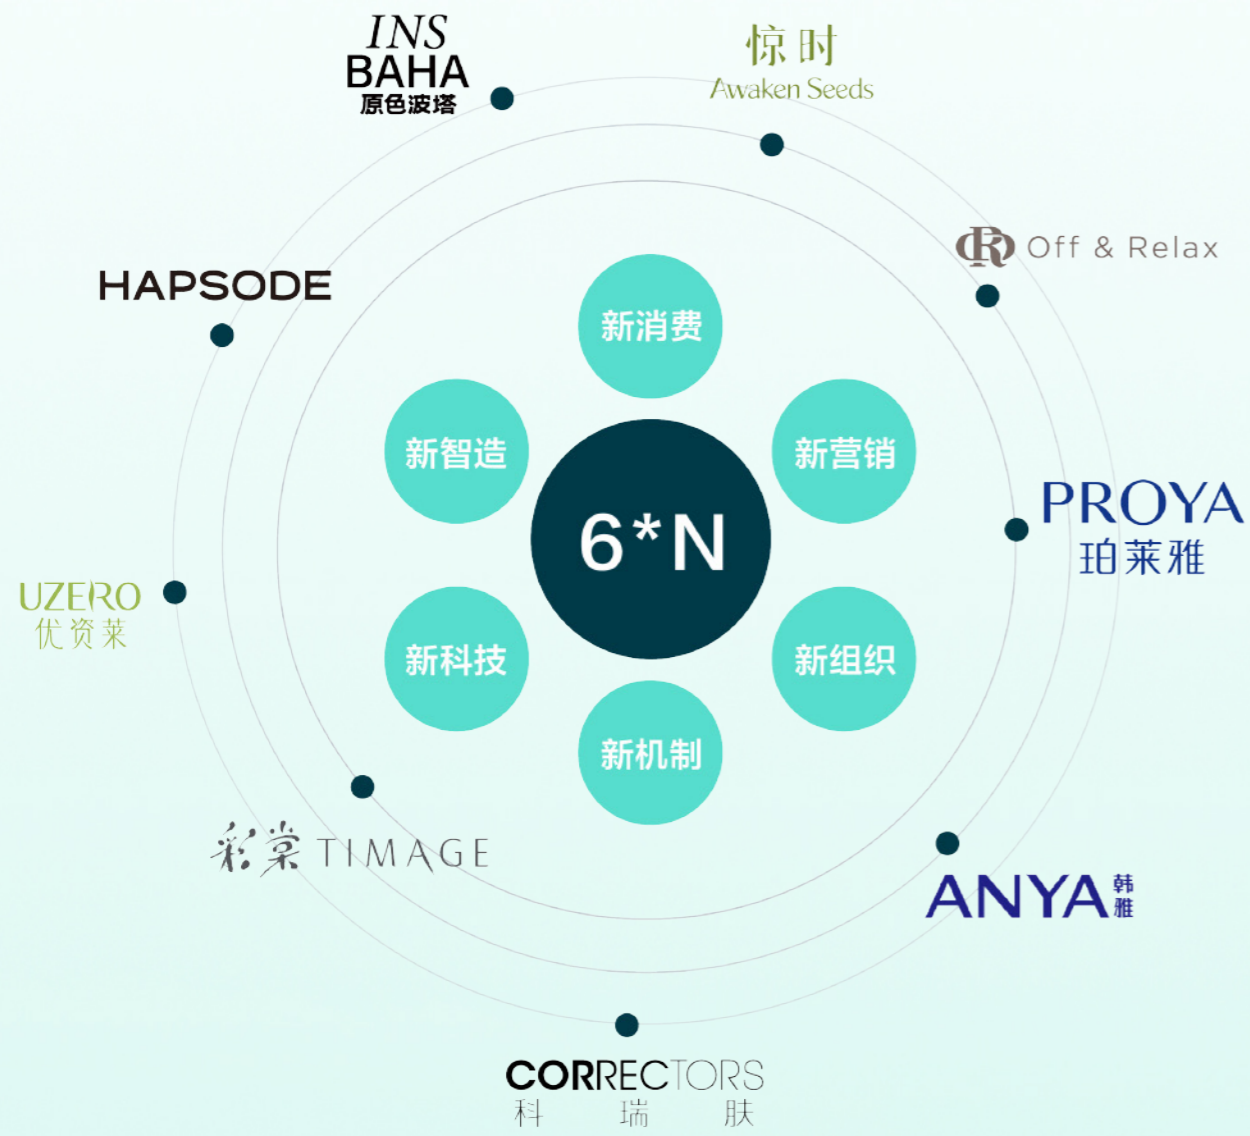 INS
BAHA
原色波塔
惊时
Awaken Seeds
OR Off & Relax
HAPSODE
新消费
新智造
新营销
6*N
PROYA
珀莱雅
UZERO
优资莱
新科技
新组织
新机制
彩棠 TIMAGE
ANYA 韩雅
CORRECTORS
科瑞肤